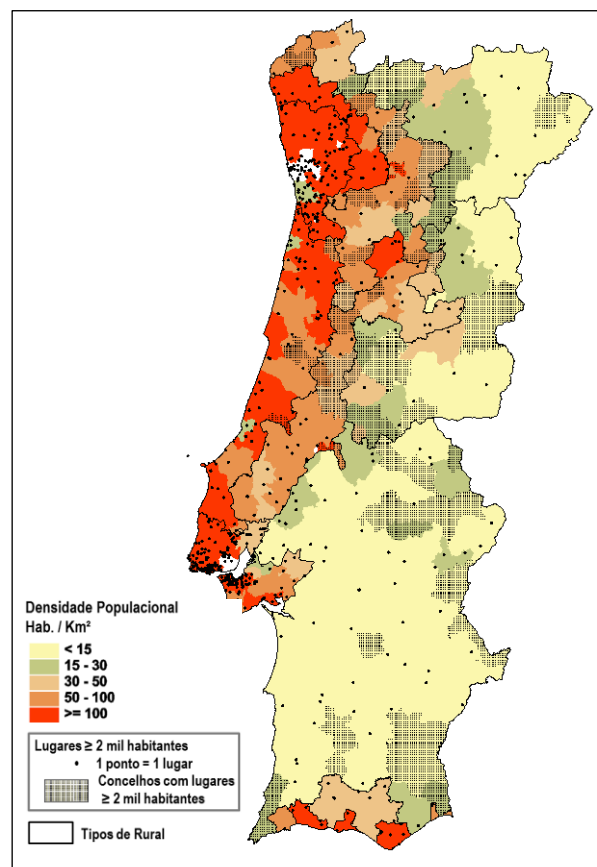 Densidade Populacional
Hab. / Km²
< 15
15 - 30
30 - 50
50 - 100
>= 100
Lugares ≥ 2 mil habitantes
1 ponto = 1 lugar
Concelhos com lugares
≥ 2 mil habitantes
Tipos de Rural